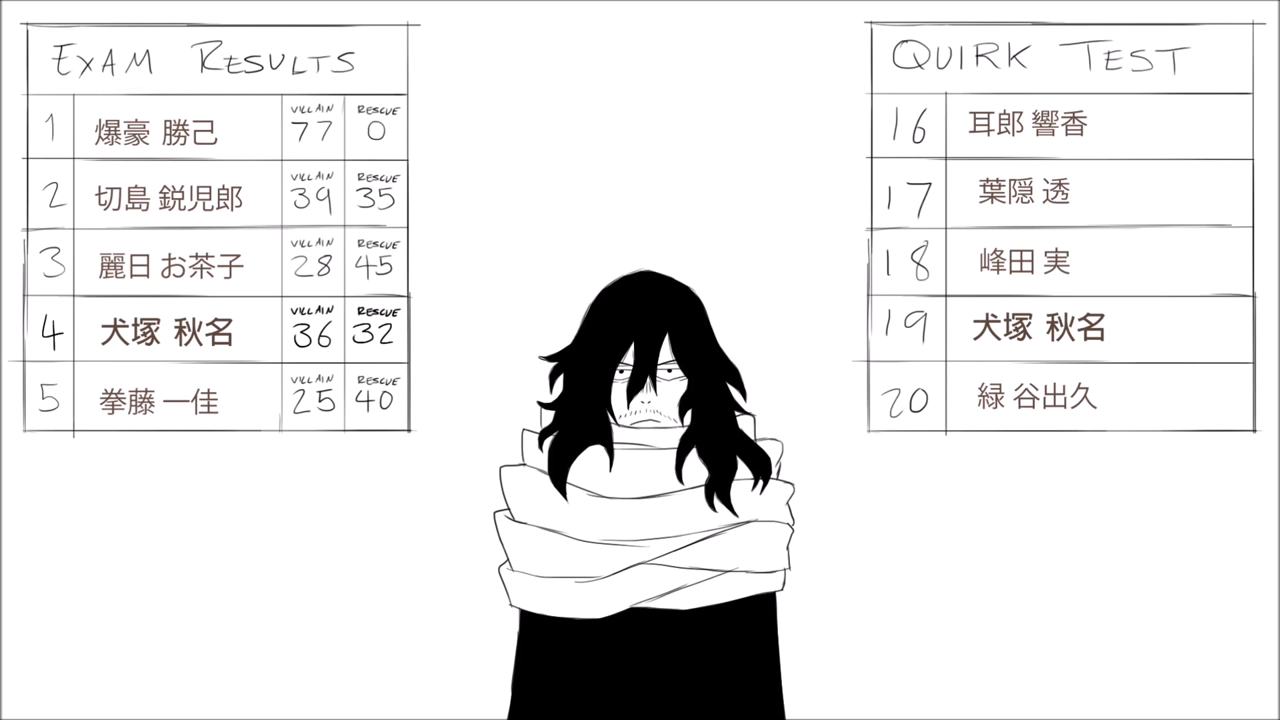 EXAM RESULTS
1 爆豪 勝己 VILLAIN 77 RESCUE 0
2 切島 鋭児郎 VILLAIN 39 RESCUE 35
3 麗日 お茶子 VILLAIN 28 RESCUE 45
4 犬塚 秋名 VILLAIN 36 RESCUE 32
5 拳藤 一佳 VILLAIN 25 RESCUE 40
QUIRK TEST
16 耳郎 響香
17 葉隠 透
18 峰田 実
19 犬塚 秋名
20 緑 谷出久